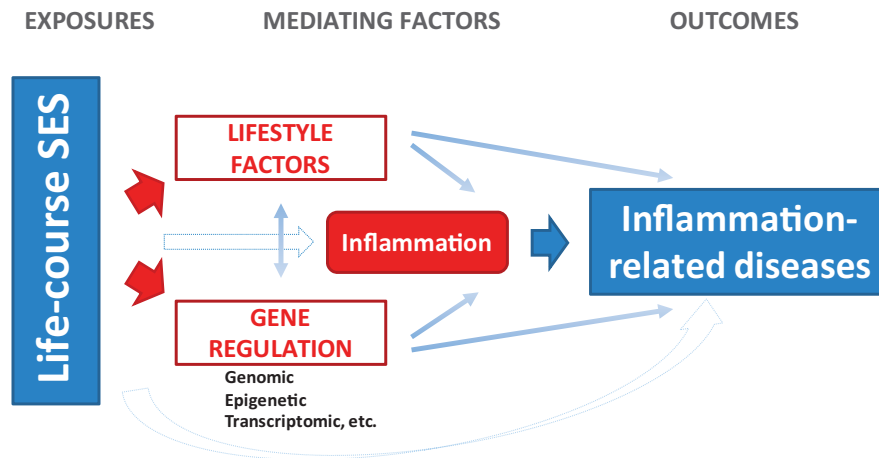 EXPOSURES
MEDIATING FACTORS
OUTCOMES
Life-course SES
LIFESTYLE
FACTORS
Inflammation
Inflammation-
related diseases
GENE
REGULATION
Genomic
Epigenetic
Transcriptomic, etc.